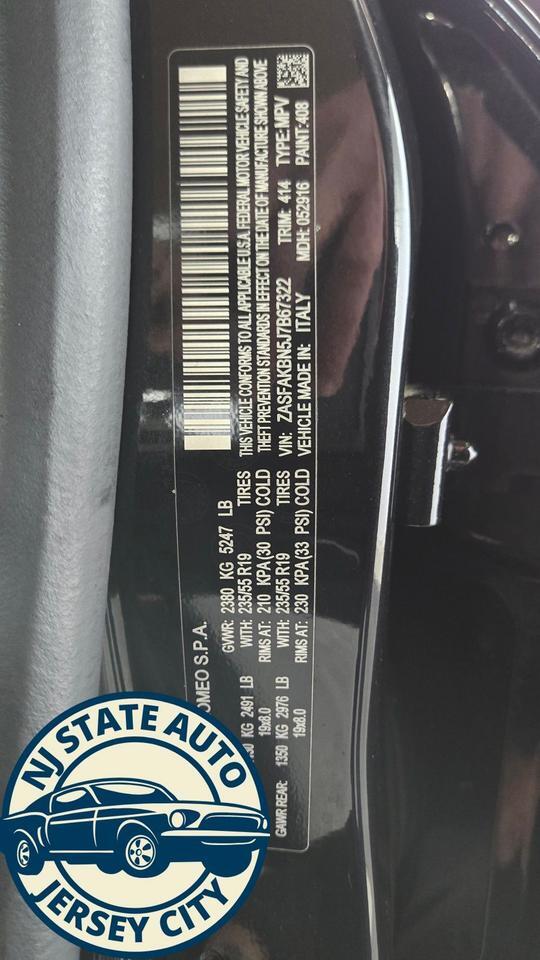 OMEO S.P.A.
GVWR: 2380 KG 5247 LB
KG 2491 LB WITH: 235/55 R19 TIRES
19x8.0 RIMS AT: 210 KPA(30 PSI) COLD
GAWR REAR: 1350 KG 2976 LB WITH: 235/55 R19 TIRES
19x8.0 RIMS AT: 230 KPA(33 PSI) COLD
THIS VEHICLE CONFORMS TO ALL APPLICABLE U.S.A. FEDERAL MOTOR VEHICLE SAFETY AND
THEFT PREVENTION STANDARDS IN EFFECT ON THE DATE OF MANUFACTURE SHOWN ABOVE
VIN: ZASFAKBN5J7B67322 TRIM: 414 TYPE: MPV
VEHICLE MADE IN: ITALY MDH: 052916 PAINT: 408
NJ STATE AUTO
JERSEY CITY